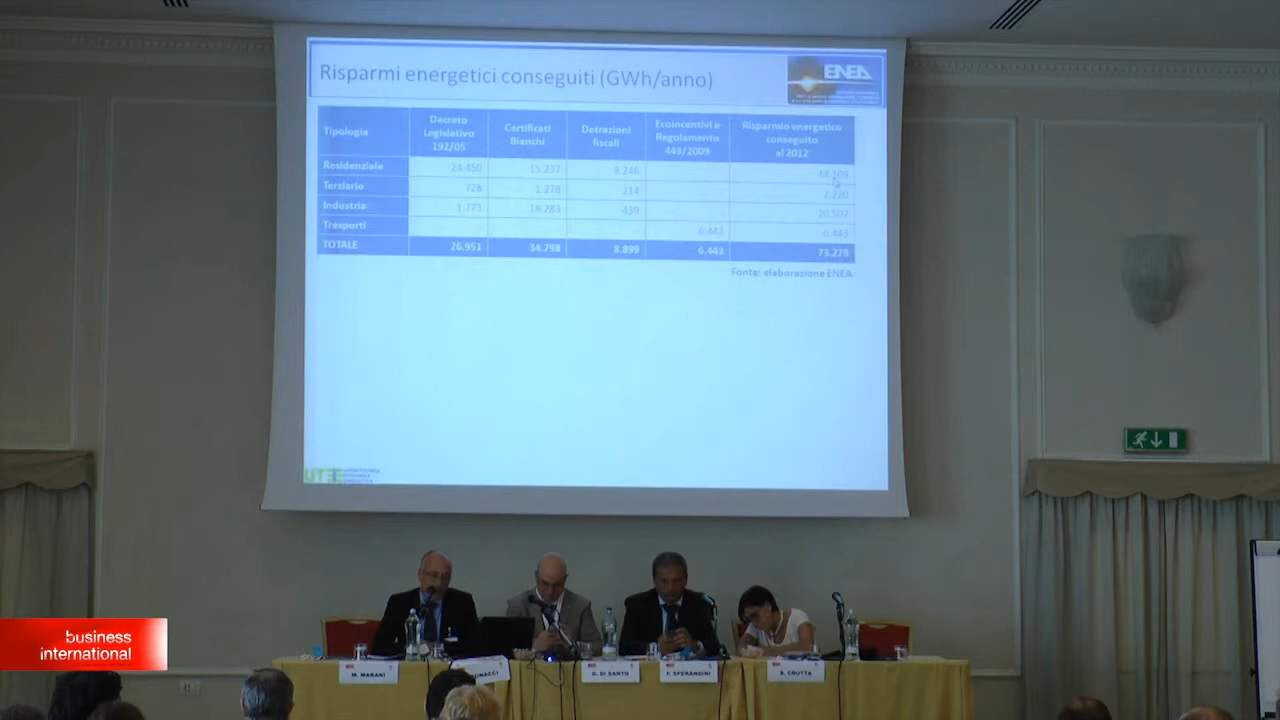 Risparmi energetici conseguiti (GWh/anno)
ENEA
Tipologia
Decreto Legislativo 192/05
Certificati Bianchi
Detrazioni fiscali
Ecoincentivi e Regolamento 443/2009
Risparmio energetico conseguito al 2012
Residenziale 24.450 15.237 8.246
Terziario 728 1.278 214 2.220
Industria 1.773 18.283 439
Trasporti 6.443 6.443
TOTALE 26.951 34.798 8.899 6.443 73.279
Fonte: elaborazione ENEA
business
international
M. MARANI
D. DI SANTO
F. SPERANDINI